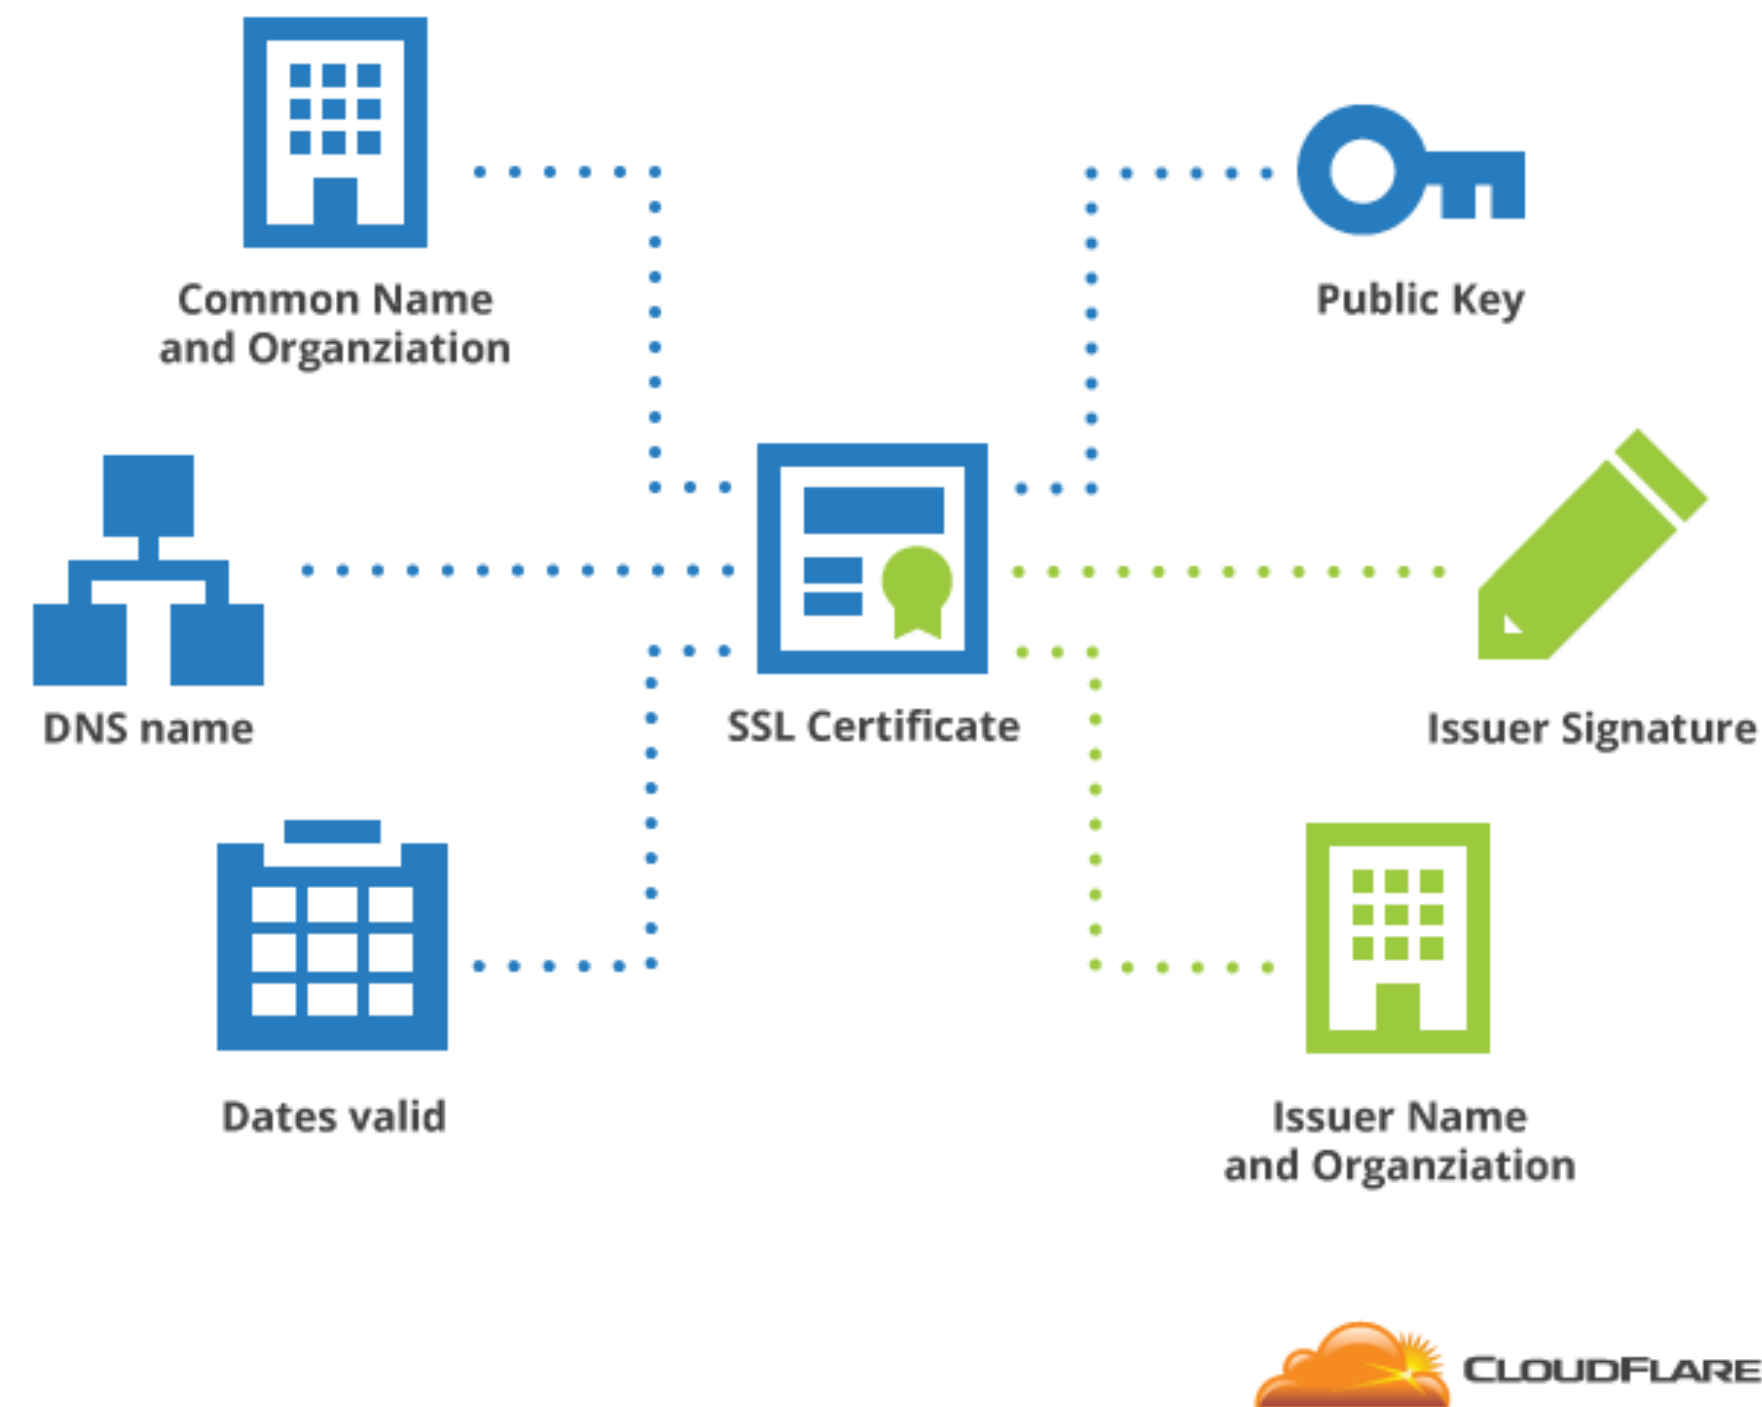 Common Name
and Organziation
Public Key
DNS name
SSL Certificate
Issuer Signature
Dates valid
Issuer Name
and Organziation
CLOUDFLARE